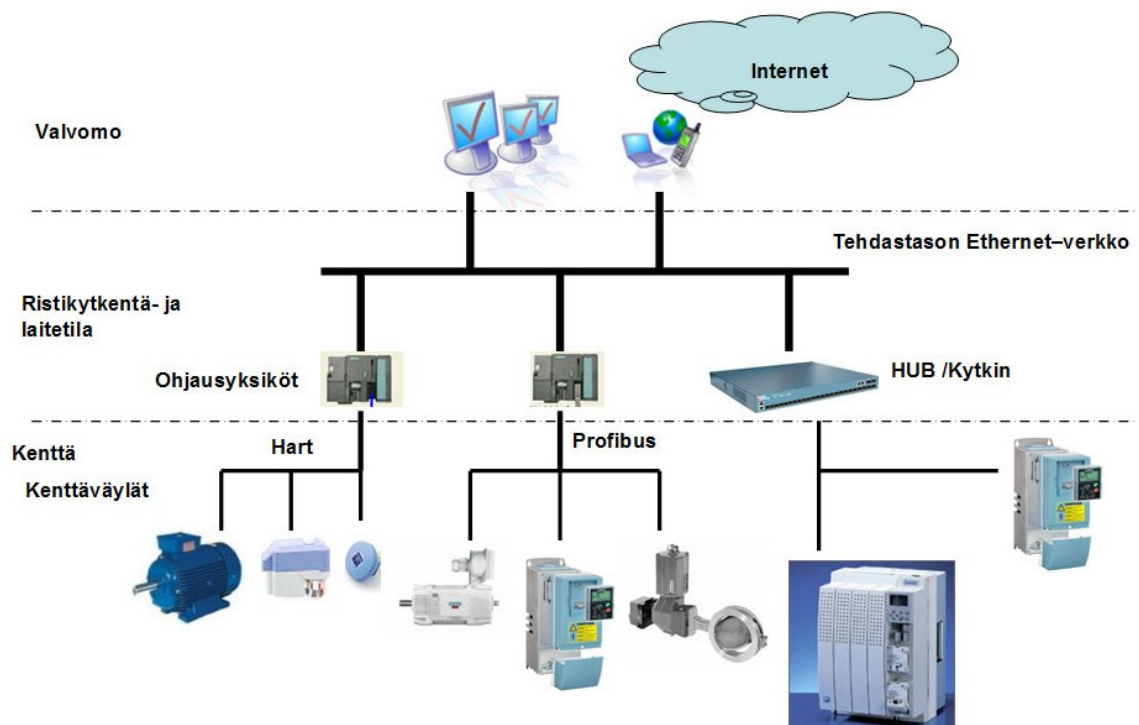 Internet
Valvomo
Tehdastason Ethernet–verkko
Ristikytkentä- ja
laitetila
Ohjausyksiköt
HUB /Kytkin
Kenttä
Hart
Profibus
Kenttäväylät